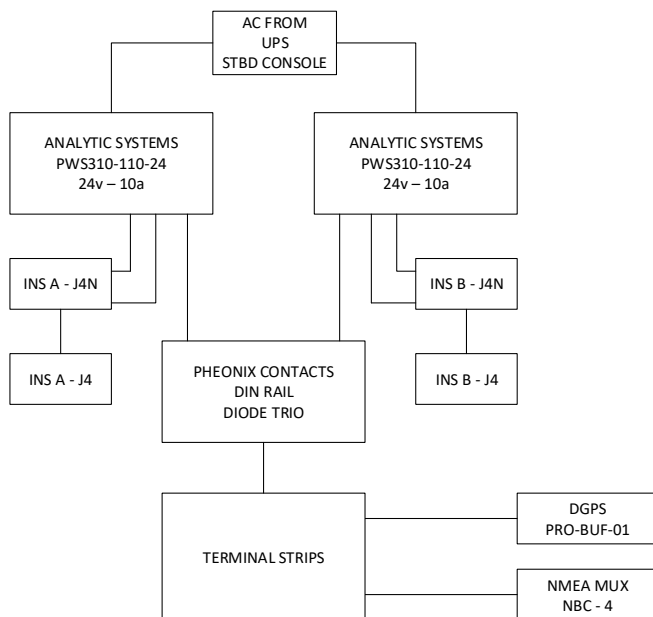 AC FROM
UPS
STBD CONSOLE
ANALYTIC SYSTEMS
PWS310-110-24
24v – 10a
ANALYTIC SYSTEMS
PWS310-110-24
24v – 10a
INS A - J4N
INS B - J4N
INS A - J4
PHEONIX CONTACTS
DIN RAIL
DIODE TRIO
INS B - J4
TERMINAL STRIPS
DGPS
PRO-BUF-01
NMEA MUX
NBC - 4